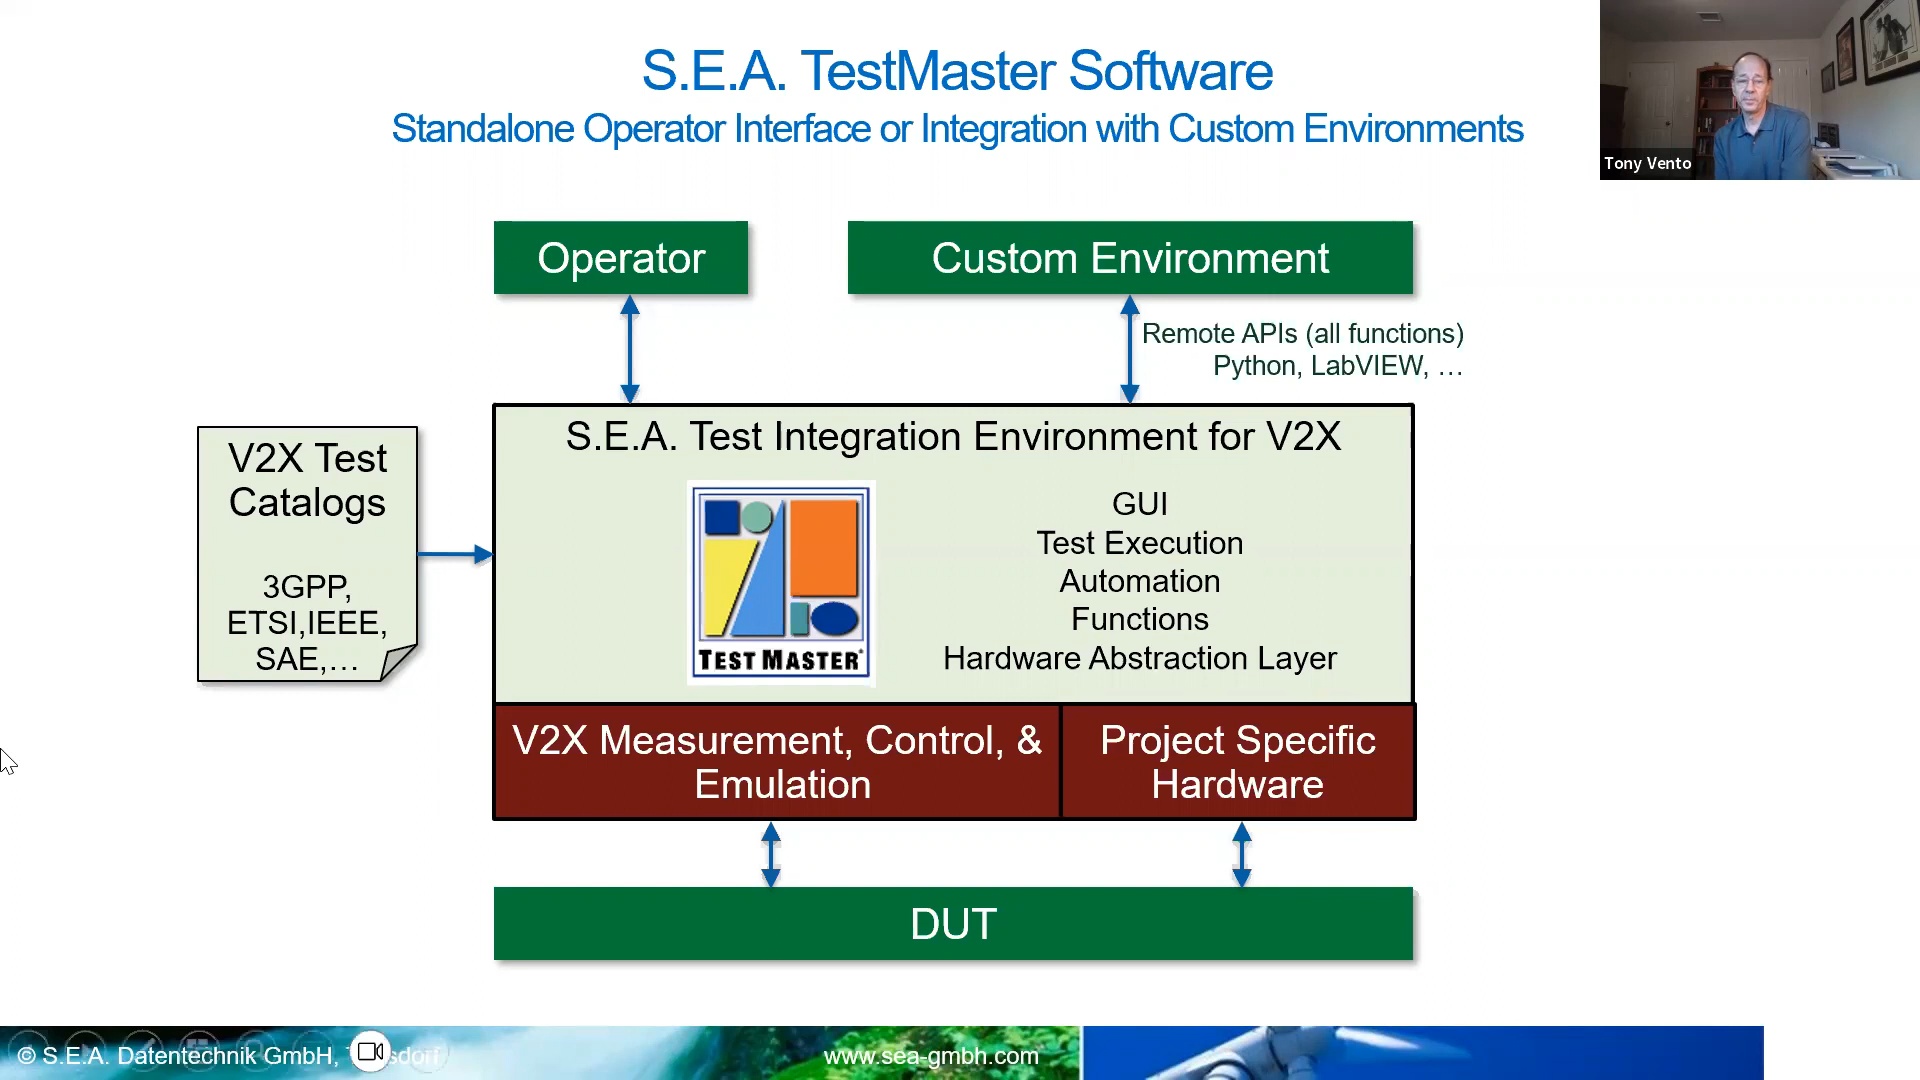 S.E.A. TestMaster Software
Standalone Operator Interface or Integration with Custom Environments
Tony Vento
Operator
Custom Environment
Remote APIs (all functions)
Python, LabVIEW, …
S.E.A. Test Integration Environment for V2X
V2X Test
Catalogs
3GPP,
ETSI,IEEE,
SAE,…
GUI
Test Execution
Automation
Functions
Hardware Abstraction Layer
TEST MASTER
V2X Measurement, Control, &
Emulation
Project Specific
Hardware
DUT
© S.E.A. Datentechnik GmbH,
www.sea-gmbh.com